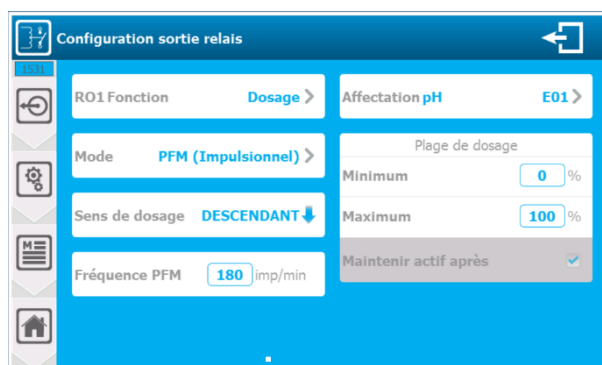 Configuration sortie relais
1531
RO1 Fonction Dosage >
Affectation pH E01 >
Mode PFM (Impulsionnel) >
Plage de dosage
Minimum 0 %
Sens de dosage DESCENDANT
Maximum 100 %
Maintenir actif après
Fréquence PFM 180 imp/min
M